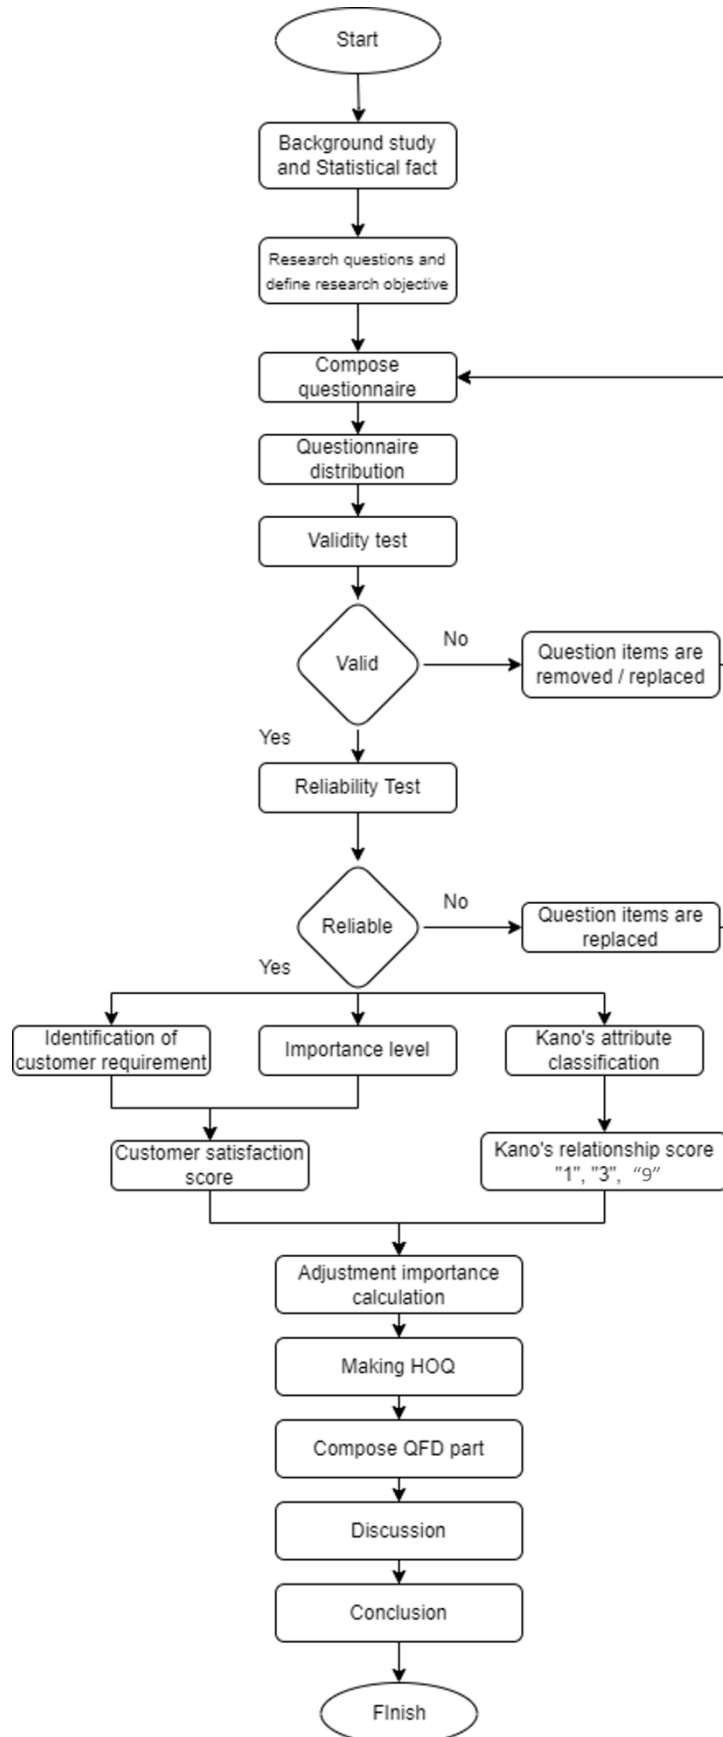 Start
Background study
and Statistical fact
Research questions and
define research objective
Compose
questionnaire
Questionnaire
distribution
Validity test
Valid
No
Question items are
removed / replaced
Yes
Reliability Test
Reliable
No
Question items are
replaced
Yes
Identification of
customer requirement
Importance level
Kano's attribute
classification
Customer satisfaction
score
Kano's relationship score
"1", "3", “9”
Adjustment importance
calculation
Making HOQ
Compose QFD part
Discussion
Conclusion
FInish